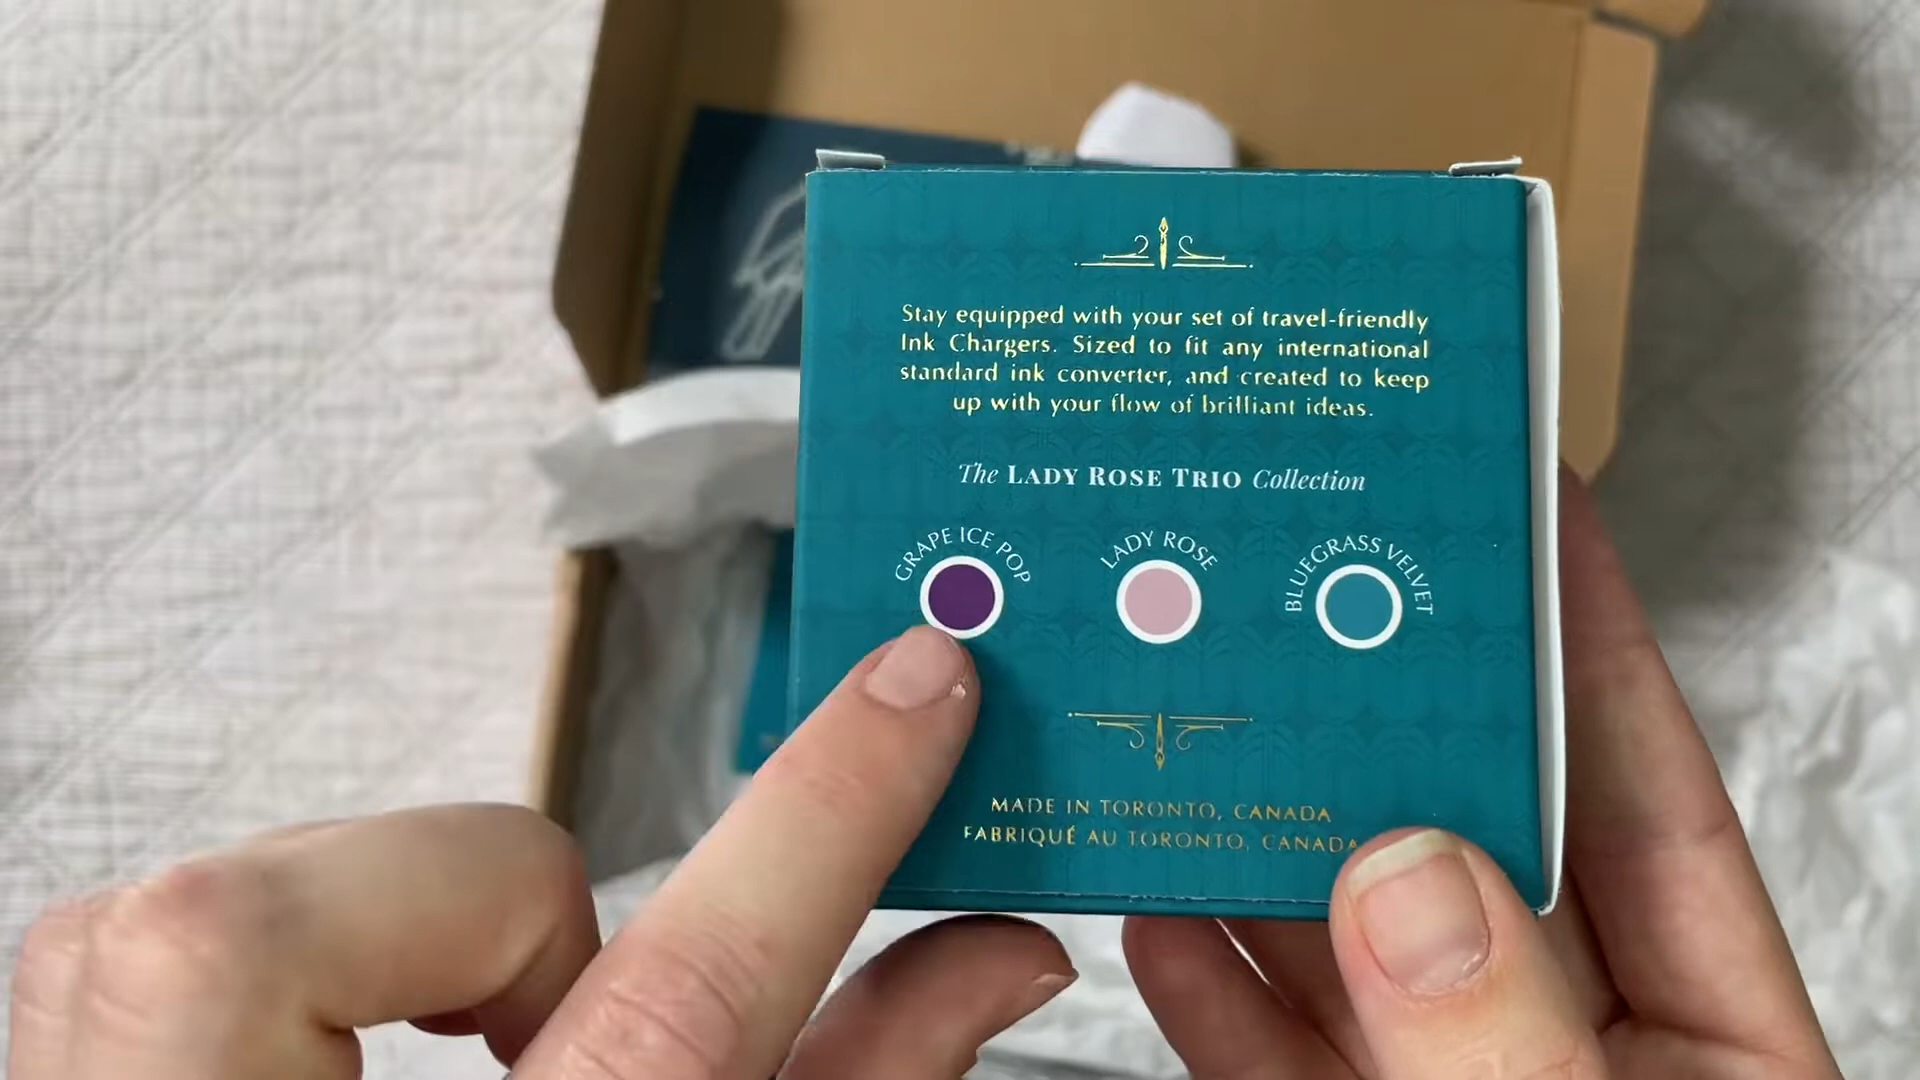 Stay equipped with your set of travel-friendly
Ink Chargers. Sized to fit any international
standard ink converter, and created to keep
up with your flow of brilliant ideas.
The LADY ROSE TRIO Collection
GRAPE ICE POP
LADY ROSE
BLUEGRASS VELVET
MADE IN TORONTO, CANADA
FABRIQUÉ AU TORONTO, CANADA